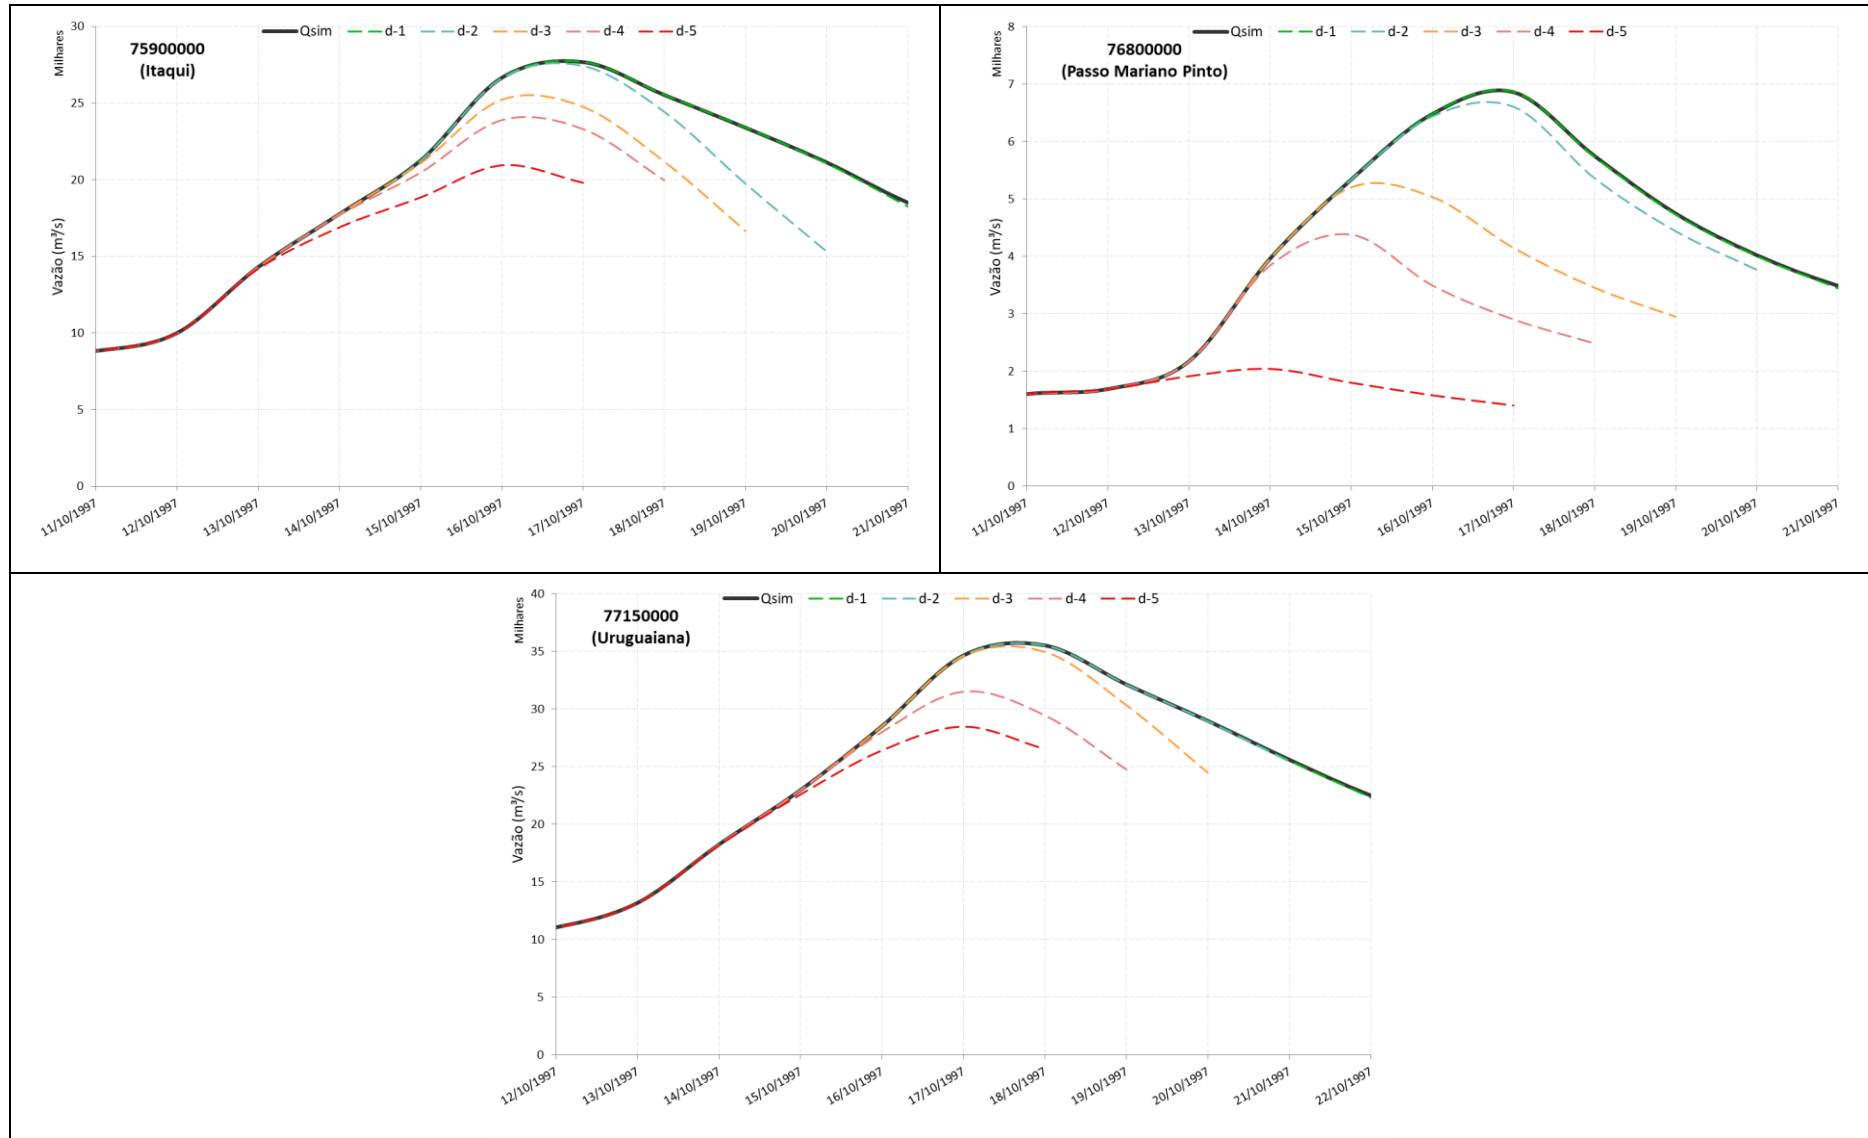 Qsim d-1 d-2 d-3 d-4 d-5
75900000
(Itaqui)
Milhares
Vazão (m³/s)
30
25
20
15
10
5
0
11/10/1997 12/10/1997 13/10/1997 14/10/1997 15/10/1997 16/10/1997 17/10/1997 18/10/1997 19/10/1997 20/10/1997 21/10/1997
Qsim d-1 d-2 d-3 d-4 d-5
76800000
(Passo Mariano Pinto)
Milhares
Vazão (m³/s)
8
7
6
5
4
3
2
1
0
11/10/1997 12/10/1997 13/10/1997 14/10/1997 15/10/1997 16/10/1997 17/10/1997 18/10/1997 19/10/1997 20/10/1997 21/10/1997
Qsim d-1 d-2 d-3 d-4 d-5
77150000
(Uruguaiana)
Milhares
Vazão (m³/s)
40
35
30
25
20
15
10
5
0
12/10/1997 13/10/1997 14/10/1997 15/10/1997 16/10/1997 17/10/1997 18/10/1997 19/10/1997 20/10/1997 21/10/1997 22/10/1997